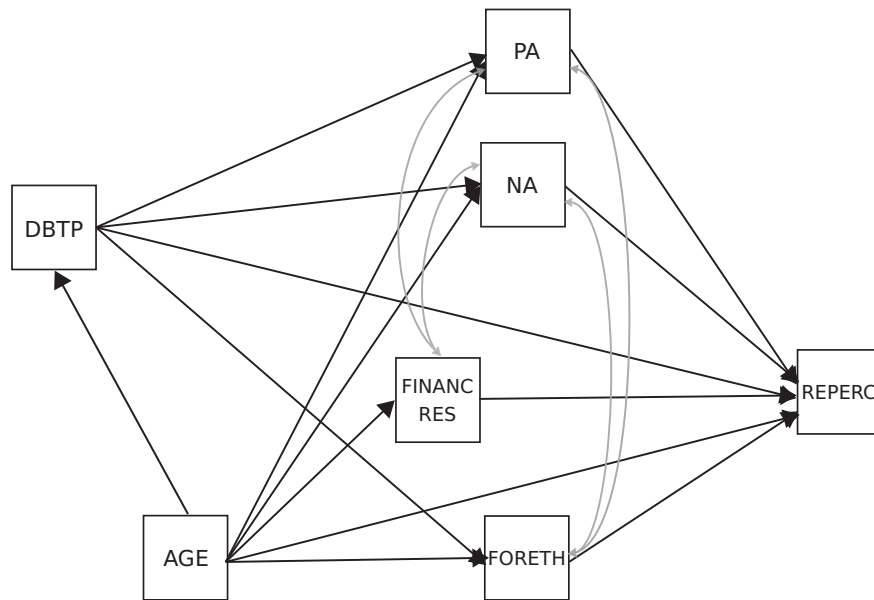 PA
NA
DBTP
FINANC
RES
REPERC
AGE
FORETH